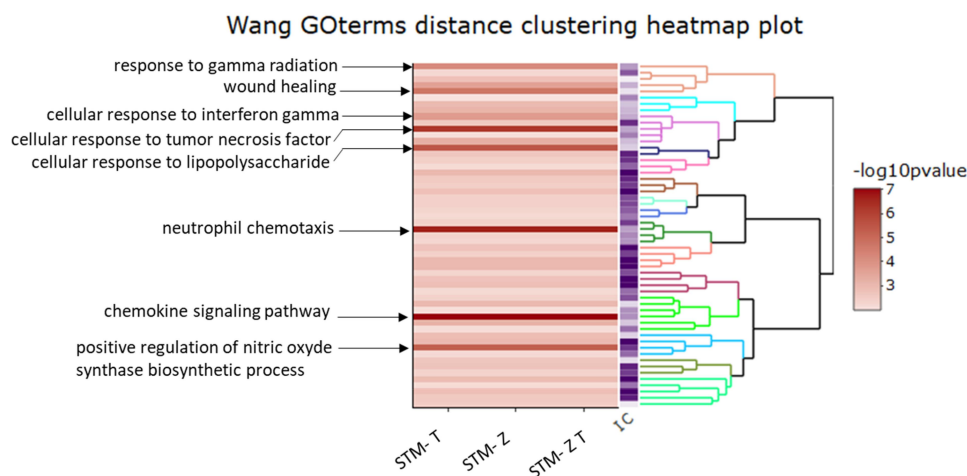 Wang GOterms distance clustering heatmap plot
response to gamma radiation
wound healing
cellular response to interferon gamma
cellular response to tumor necrosis factor
cellular response to lipopolysaccharide
neutrophil chemotaxis
chemokine signaling pathway
positive regulation of nitric oxyde
synthase biosynthetic process
-log10pvalue
7
6
5
4
3
STM- T
STM- Z
STM- Z T
IC